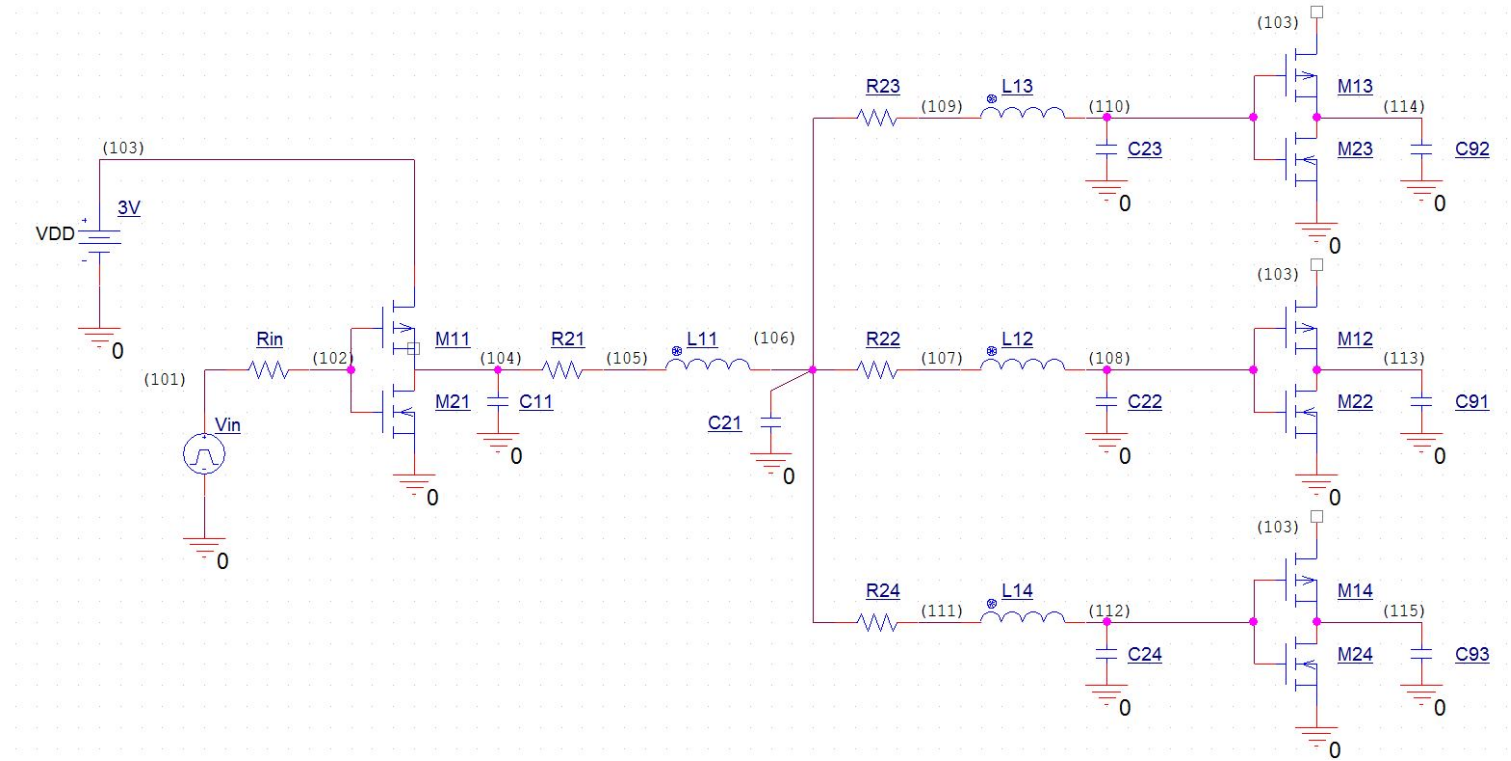 (103)
R23
(109)
L13
(110)
M13
(114)
C23
M23
C92
0
0
0
(103)
3V
VDD
+
-
0
(103)
Rin
(102)
M11
(104)
R21
(105)
L11
(106)
R22
(107)
L12
(108)
M12
(113)
(101)
M21
C11
C21
C22
M22
C91
Vin
+
-
0
0
0
0
0
0
0
(103)
R24
(111)
L14
(112)
M14
(115)
C24
M24
C93
0
0
0